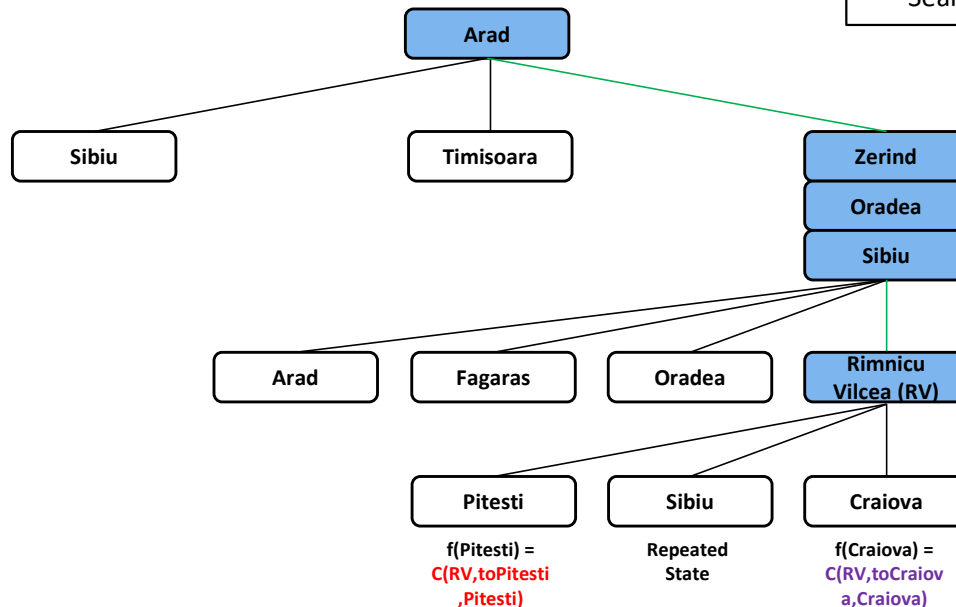 Arad
Sibiu
Timisoara
Zerind
Oradea
Sibiu
Arad
Fagaras
Oradea
Rimnicu
Vilcea (RV)
Pitesti
Sibiu
Craiova
f(Pitesti) =
C(RV,toPitesti
,Pitesti)
Repeated
State
f(Craiova) =
C(RV,toCraiov
a,Craiova)